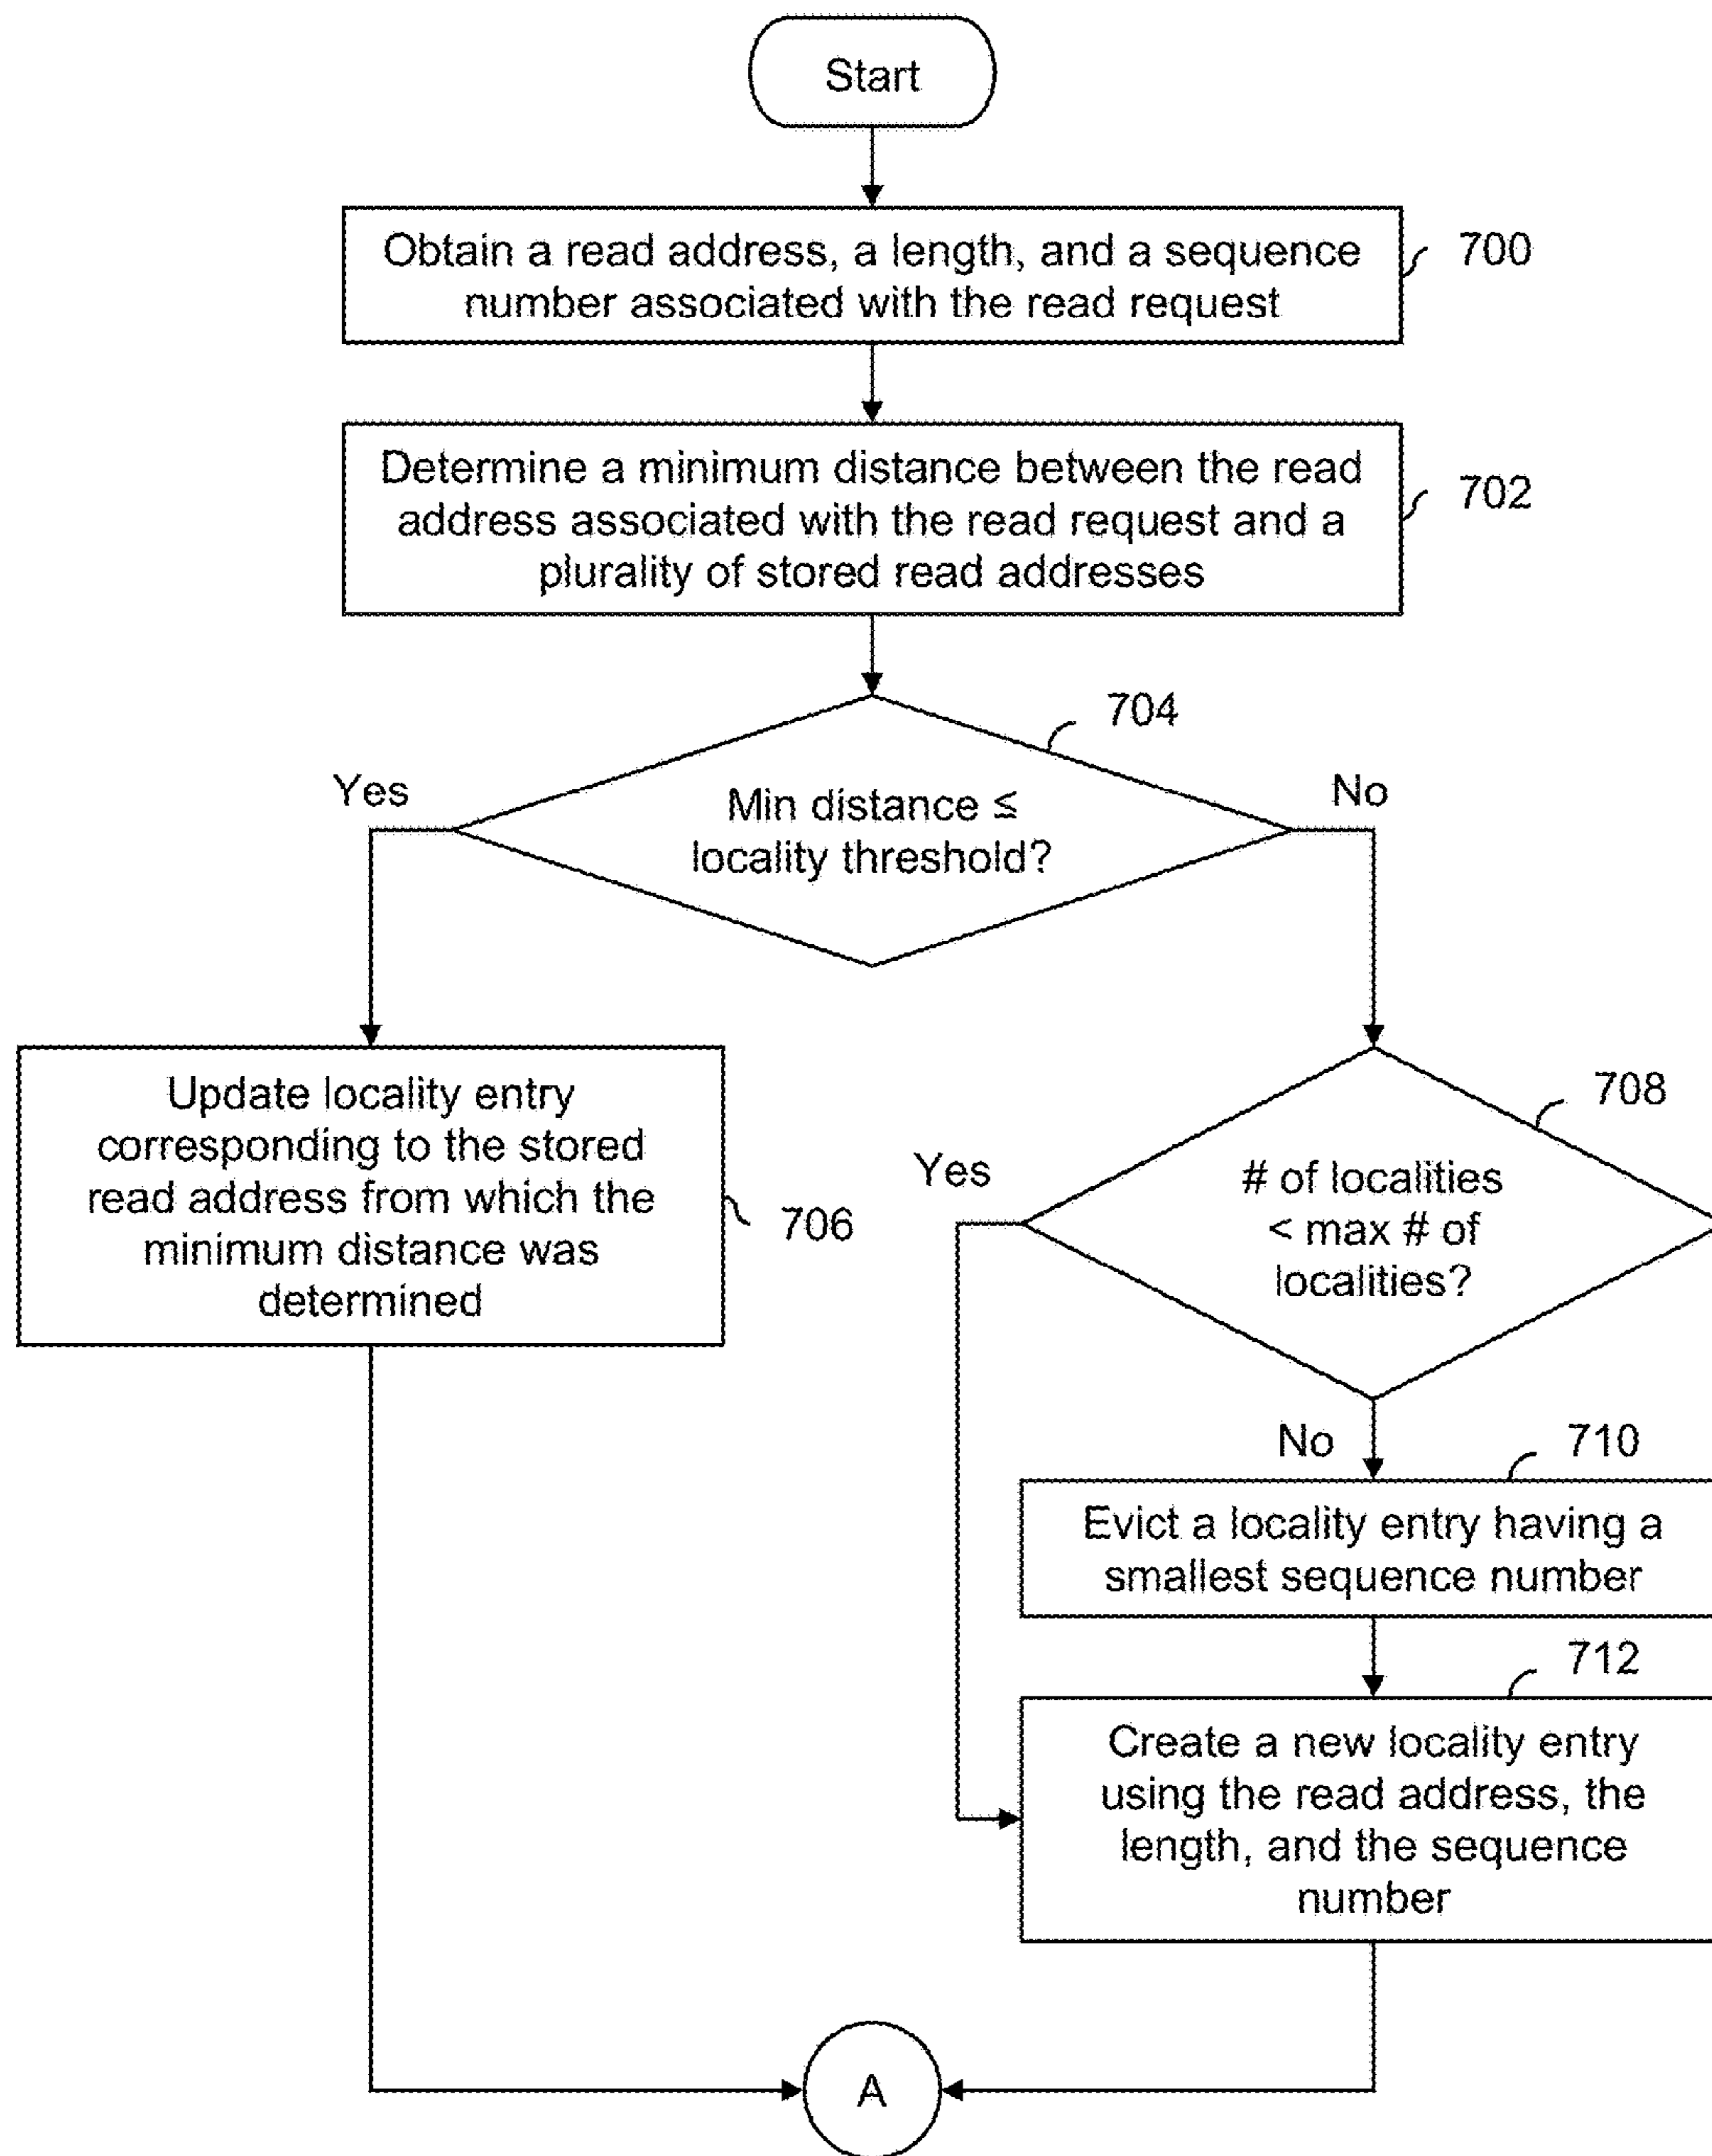 Start
Obtain a read address, a length, and a sequence
number associated with the read request
700
Determine a minimum distance between the read
address associated with the read request and a
plurality of stored read addresses
702
704
Yes
No
Min distance ≤
locality threshold?
Update locality entry
corresponding to the stored
read address from which the
minimum distance was
determined
706
708
Yes
# of localities
< max # of
localities?
No
710
Evict a locality entry having a
smallest sequence number
712
Create a new locality entry
using the read address, the
length, and the sequence
number
A